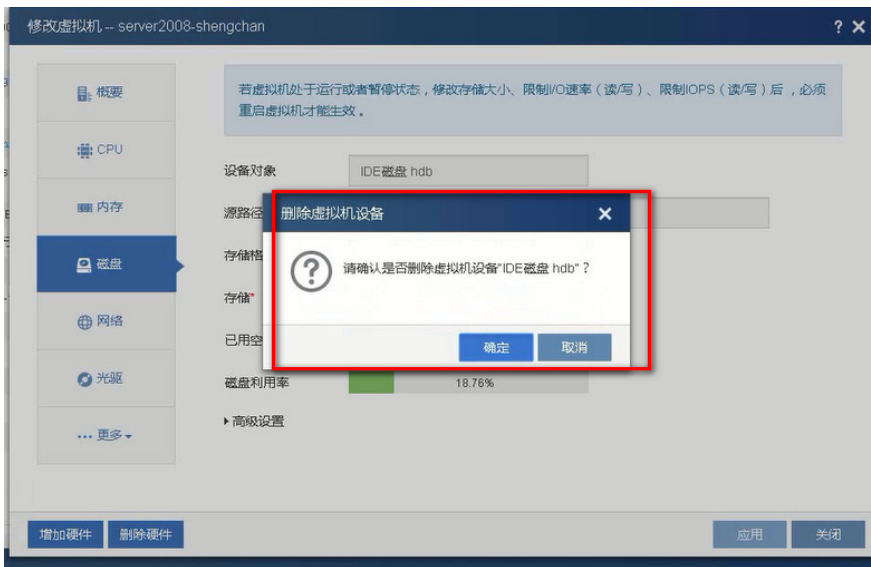 修改虚拟机 -- server2008-shengchan
概要
CPU
内存
磁盘
网络
光驱
更多
若虚拟机处于运行或者暂停状态，修改存储大小、限制I/O速率（读/写）、限制IOPS（读/写）后，必须
重启虚拟机才能生效。
设备对象
IDE磁盘 hdb
源路径
存储格
存储*
已用空
磁盘利用率
18.76%
高级设置
删除虚拟机设备
请确认是否删除虚拟机设备"IDE磁盘 hdb"？
确定
取消
增加硬件
删除硬件
应用
关闭